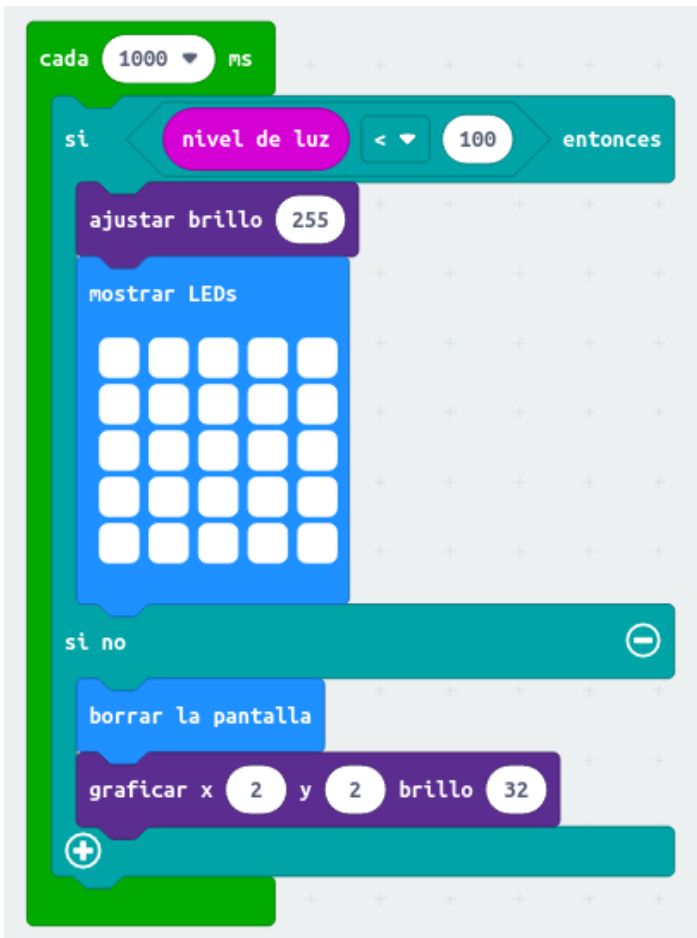 cada 1000 ms
si nivel de luz < 100 entonces
ajustar brillo 255
mostrar LEDs
si no
borrar la pantalla
graficar x 2 y 2 brillo 32